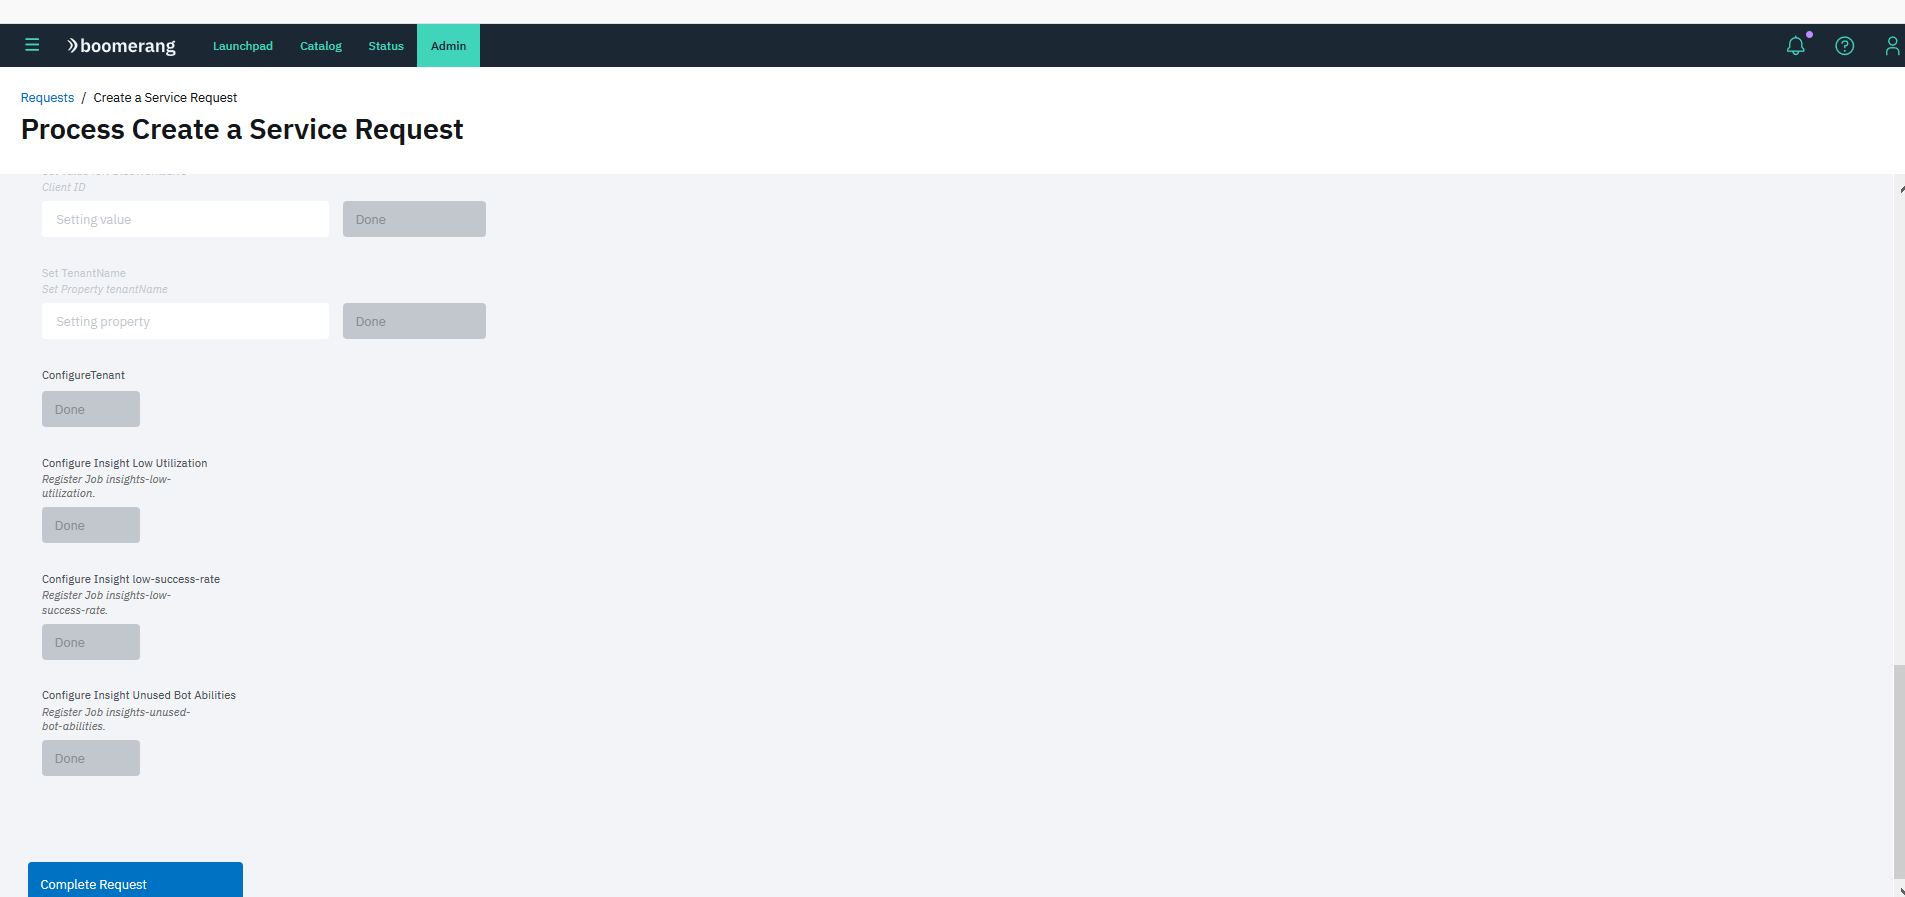 boomerang
Launchpad
Catalog
Status
Admin
Requests / Create a Service Request
Process Create a Service Request
Client ID
Setting value
Done
Set TenantName
Set Property tenantName
Setting property
Done
ConfigureTenant
Done
Configure Insight Low Utilization
Register Job insights-low-
utilization.
Done
Configure Insight low-success-rate
Register Job insights-low-
success-rate.
Done
Configure Insight Unused Bot Abilities
Register Job insights-unused-
bot-abilities.
Done
Complete Request